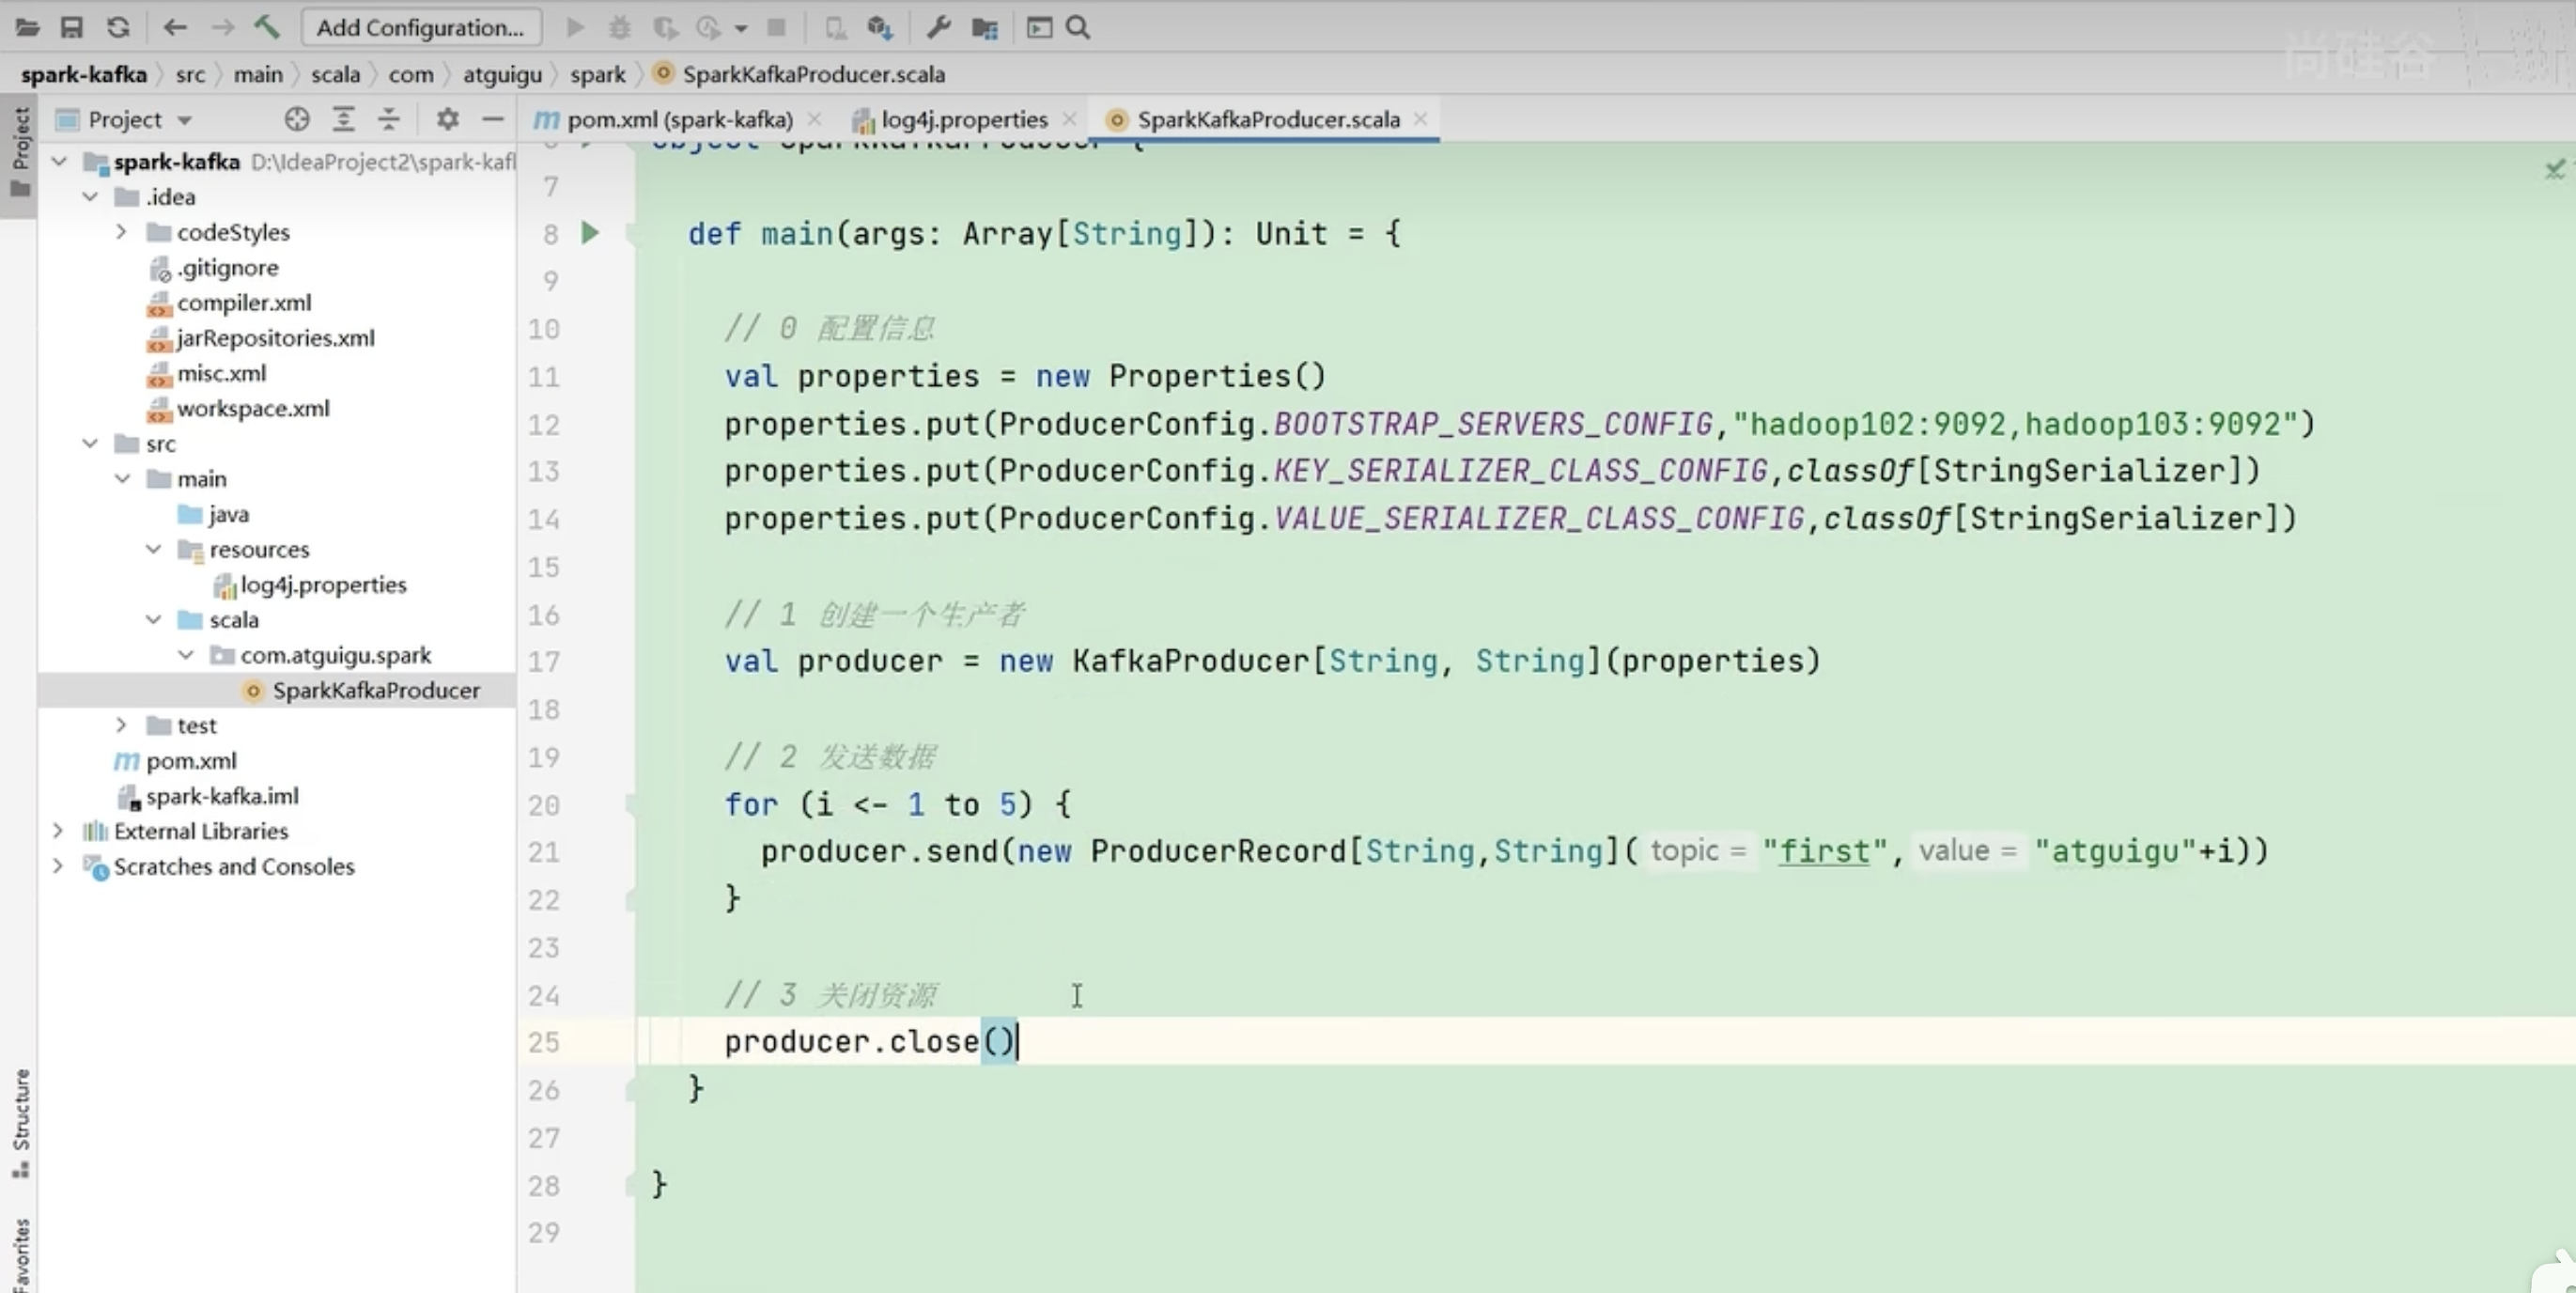 Add Configuration...
尚硅谷
spark-kafka 〉 src 〉 main 〉 scala 〉 com 〉 atguigu 〉 spark 〉 SparkKafkaProducer.scala
Project
Structure
Favorites
Project
spark-kafka D:\IdeaProject2\spark-kafl
.idea
codeStyles
.gitignore
compiler.xml
jarRepositories.xml
misc.xml
workspace.xml
src
main
java
resources
log4j.properties
scala
com.atguigu.spark
SparkKafkaProducer
test
pom.xml
spark-kafka.iml
External Libraries
Scratches and Consoles
pom.xml (spark-kafka) log4j.properties SparkKafkaProducer.scala
6 object SparkKafkaProducer {
7
8 def main(args: Array[String]): Unit = {
9
10 // 0 配置信息
11 val properties = new Properties()
12 properties.put(ProducerConfig.BOOTSTRAP_SERVERS_CONFIG,"hadoop102:9092,hadoop103:9092")
13 properties.put(ProducerConfig.KEY_SERIALIZER_CLASS_CONFIG,classOf[StringSerializer])
14 properties.put(ProducerConfig.VALUE_SERIALIZER_CLASS_CONFIG,classOf[StringSerializer])
15
16 // 1 创建一个生产者
17 val producer = new KafkaProducer[String, String](properties)
18
19 // 2 发送数据
20 for (i <- 1 to 5) {
21 producer.send(new ProducerRecord[String,String]( topic = "first", value = "atguigu"+i))
22 }
23
24 // 3 关闭资源
25 producer.close()
26 }
27
28 }
29